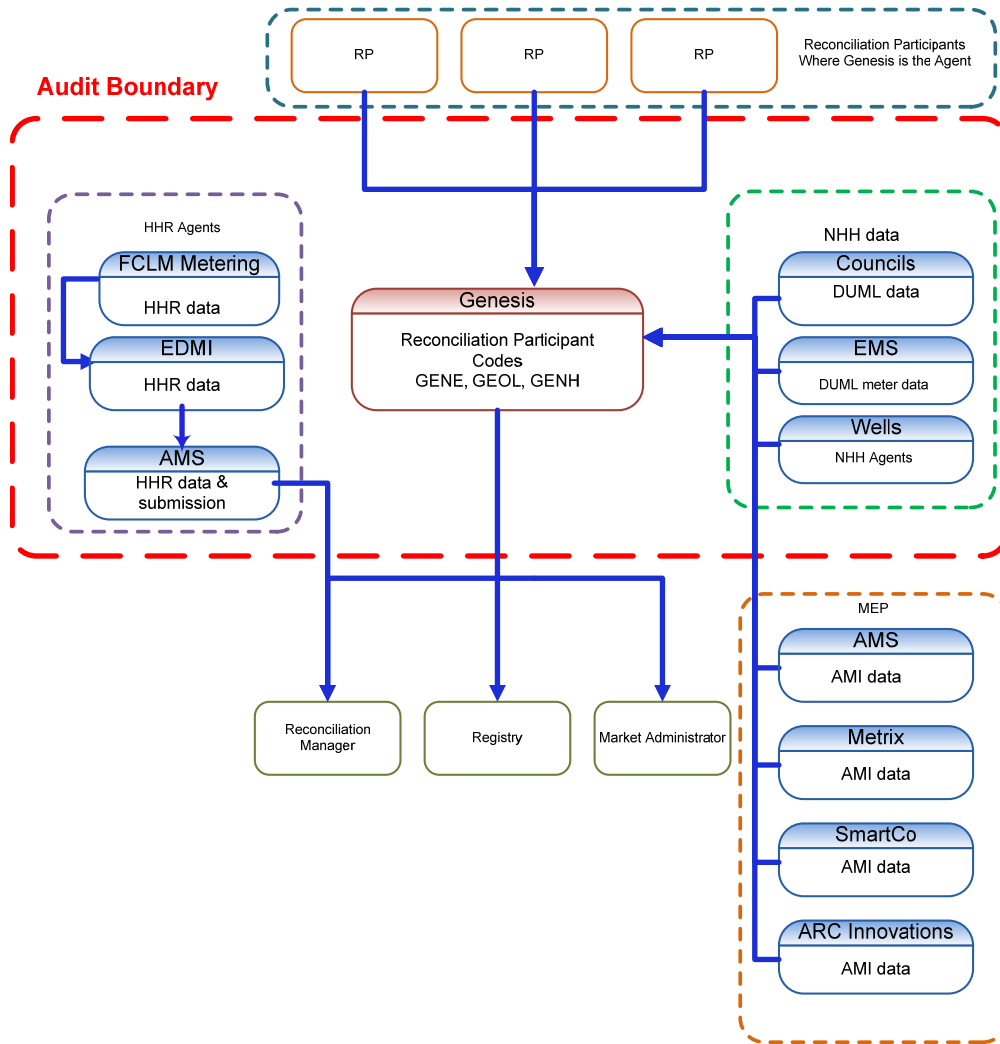 RP
RP
RP
Reconciliation Participants
Where Genesis is the Agent
Audit Boundary
HHR Agents
FCLM Metering
HHR data
EDMI
HHR data
AMS
HHR data &
submission
Genesis
Reconciliation Participant
Codes
GENE, GEOL, GENH
NHH data
Councils
DUML data
EMS
DUML meter data
Wells
NHH Agents
Reconciliation
Manager
Registry
Market Administrator
MEP
AMS
AMI data
Metrix
AMI data
SmartCo
AMI data
ARC Innovations
AMI data